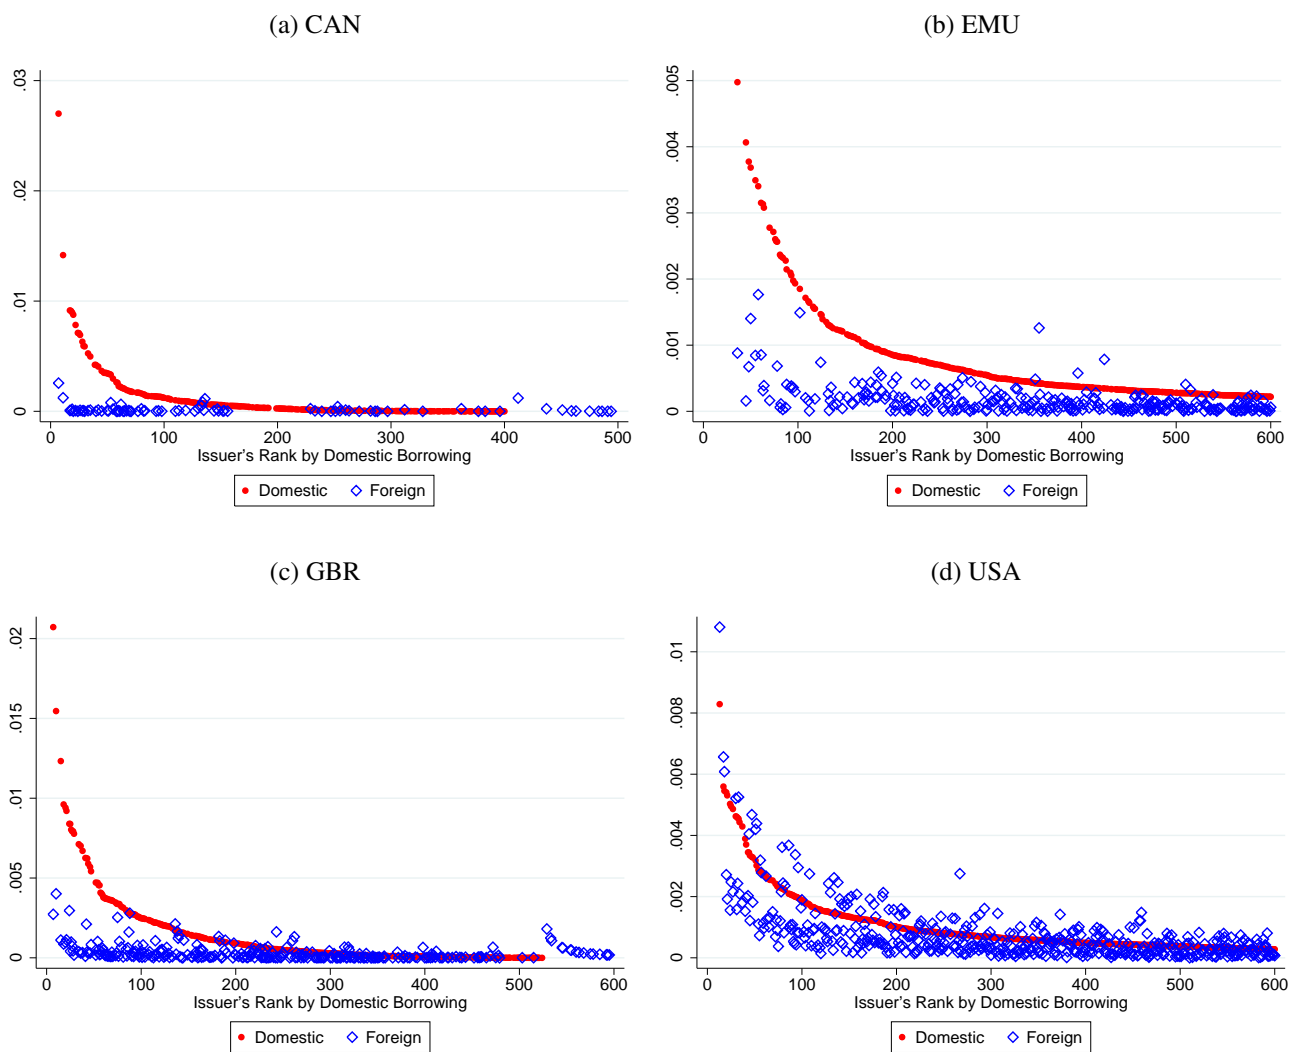 (a) CAN
.03
.02
.01
0
0 100 200 300 400 500
Issuer's Rank by Domestic Borrowing
Domestic Foreign
(b) EMU
.005
.004
.003
.002
.001
0
0 100 200 300 400 500 600
Issuer's Rank by Domestic Borrowing
Domestic Foreign
(c) GBR
.02
.015
.01
.005
0
0 100 200 300 400 500 600
Issuer's Rank by Domestic Borrowing
Domestic Foreign
(d) USA
.01
.008
.006
.004
.002
0
0 100 200 300 400 500 600
Issuer's Rank by Domestic Borrowing
Domestic Foreign